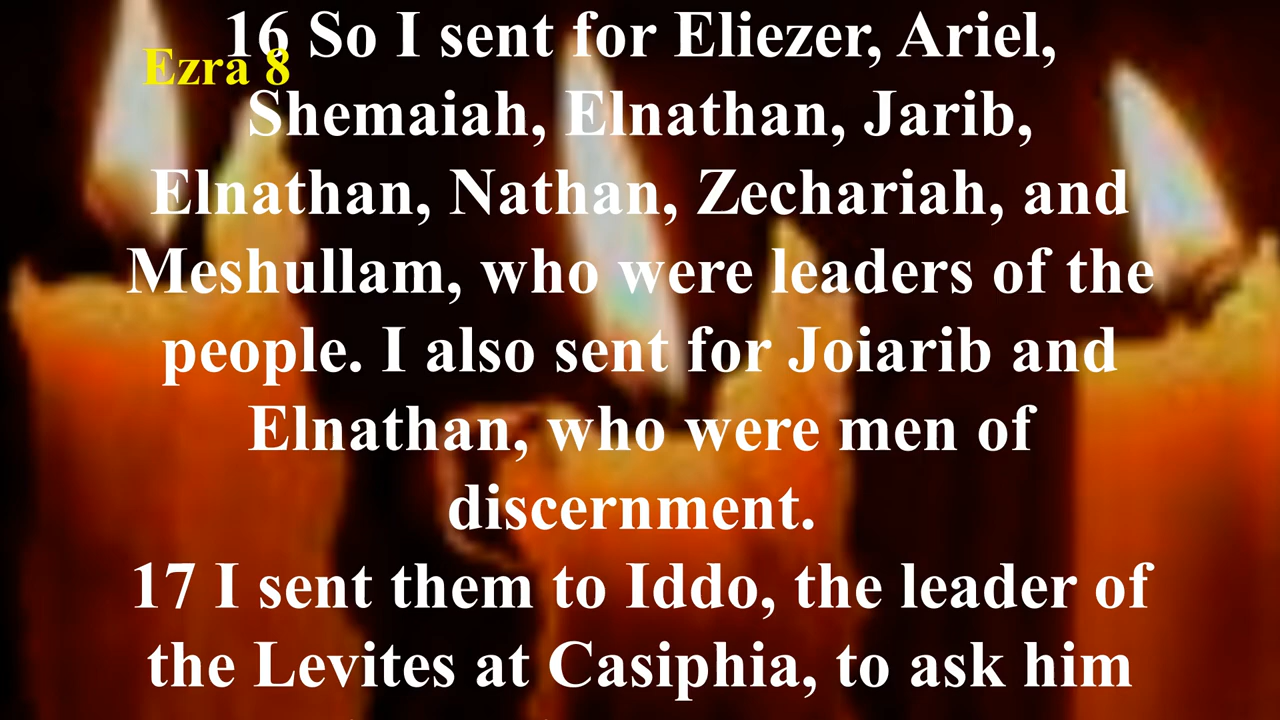 16 So I sent for Eliezer, Ariel,
Ezra 8
Shemaiah, Elnathan, Jarib,
Elnathan, Nathan, Zechariah, and
Meshullam, who were leaders of the
people. I also sent for Joiarib and
Elnathan, who were men of
discernment.
17 I sent them to Iddo, the leader of
the Levites at Casiphia, to ask him